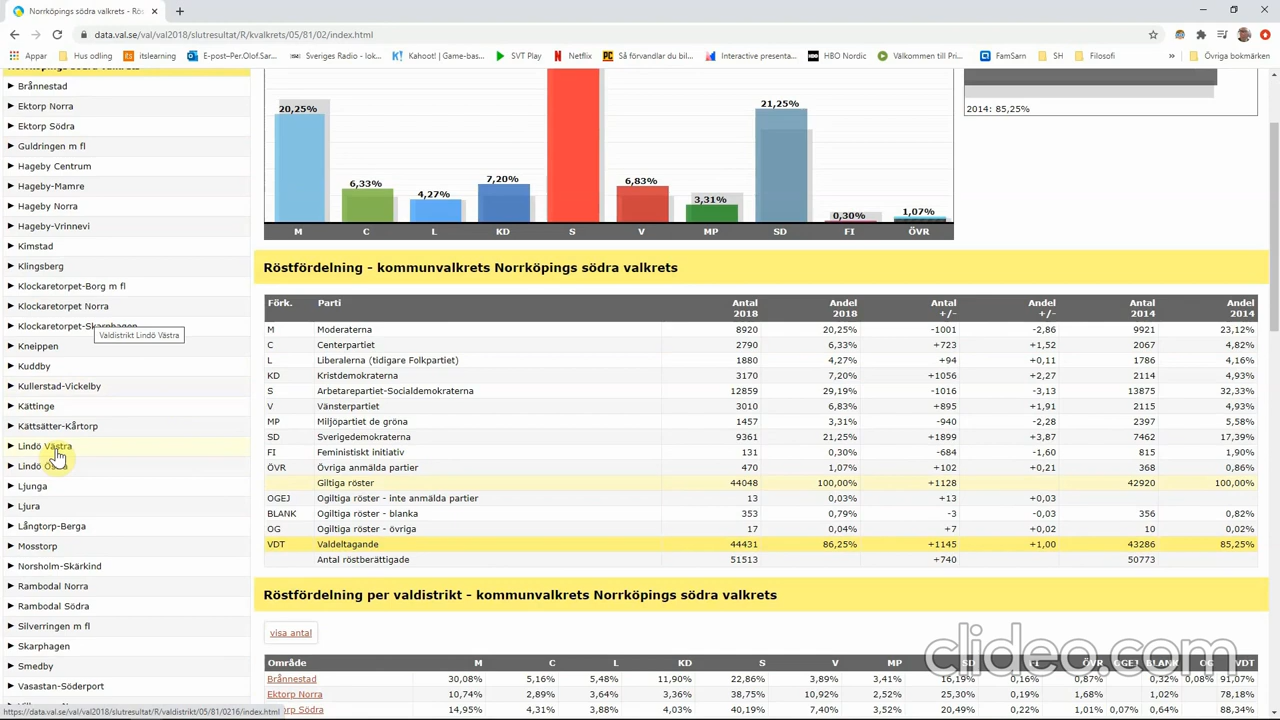 Norrköpings södra valkrets - Rös
data.val.se/val/val2018/slutresultat/R/kvalkrets/05/81/02/index.html
Appar
Hus odling
itslearning
E-post–Per.Olof.Sar...
Sveriges Radio - lok...
Kahoot! | Game-bas...
SVT Play
Netflix
Så förvandlar du bil...
Interactive presenta...
HBO Nordic
Välkommen till Pri...
FamSarn
SH
Filosofi
»
Övriga bokmärken
Norrköpings södra valkrets
Brånnestad
Ektorp Norra
Ektorp Södra
Guldringen m fl
Hageby Centrum
Hageby-Mamre
Hageby Norra
Hageby-Vrinnevi
Kimstad
Klingsberg
Klockaretorpet-Borg m fl
Klockaretorpet Norra
Klockaretorpet-Skarphagen
Valdistrikt Lindö Västra
Kneippen
Kuddby
Kullerstad-Vickelby
Kättinge
Kättsätter-Kårtorp
Lindö Västra
Lindö
Ljunga
Ljura
Långtorp-Berga
Mosstorp
Norsholm-Skärkind
Rambodal Norra
Rambodal Södra
Silverringen m fl
Skarphagen
Smedby
Vasastan-Söderport
https://data.val.se/val/val2018/slutresultat/R/valdistrikt/05/81/0216/index.html
20,25% 6,33% 4,27% 7,20% 6,83% 3,31% 21,25% 0,30% 1,07%
M C L KD S V MP SD FI ÖVR
2014: 85,25%
Röstfördelning - kommunvalkrets Norrköpings södra valkrets
Förk. Parti Antal 2018 Andel 2018 Antal +/- Andel +/- Antal 2014 Andel 2014
M Moderaterna 8920 20,25% -1001 -2,86 9921 23,12%
C Centerpartiet 2790 6,33% +723 +1,52 2067 4,82%
L Liberalerna (tidigare Folkpartiet) 1880 4,27% +94 +0,11 1786 4,16%
KD Kristdemokraterna 3170 7,20% +1056 +2,27 2114 4,93%
S Arbetarepartiet-Socialdemokraterna 12859 29,19% -1016 -3,13 13875 32,33%
V Vänsterpartiet 3010 6,83% +895 +1,91 2115 4,93%
MP Miljöpartiet de gröna 1457 3,31% -940 -2,28 2397 5,58%
SD Sverigedemokraterna 9361 21,25% +1899 +3,87 7462 17,39%
FI Feministiskt initiativ 131 0,30% -684 -1,60 815 1,90%
ÖVR Övriga anmälda partier 470 1,07% +102 +0,21 368 0,86%
Giltiga röster 44048 100,00% +1128 42920 100,00%
OGEJ Ogiltiga röster - inte anmälda partier 13 0,03% +13 +0,03
BLANK Ogiltiga röster - blanka 353 0,79% -3 -0,03 356 0,82%
OG Ogiltiga röster - övriga 17 0,04% +7 +0,02 10 0,02%
VDT Valdeltagande 44431 86,25% +1145 +1,00 43286 85,25%
Antal röstberättigade 51513 +740 50773
Röstfördelning per valdistrikt - kommunvalkrets Norrköpings södra valkrets
visa antal
clideo.com
Område M C L KD S V MP SD FI ÖVR OGEJ BLANK OG VDT
Brånnestad 30,08% 5,16% 5,48% 11,90% 22,86% 3,89% 3,41% 16,19% 0,16% 0,87% 0,32% 0,08% 91,07%
Ektorp Norra 10,74% 2,89% 3,64% 3,36% 38,75% 10,92% 2,52% 25,30% 0,19% 1,68% 1,02% 78,18%
Ektorp Södra 14,95% 4,31% 3,88% 4,03% 40,19% 7,40% 3,52% 20,49% 0,22% 1,01% 0,07% 0,64% 88,34%